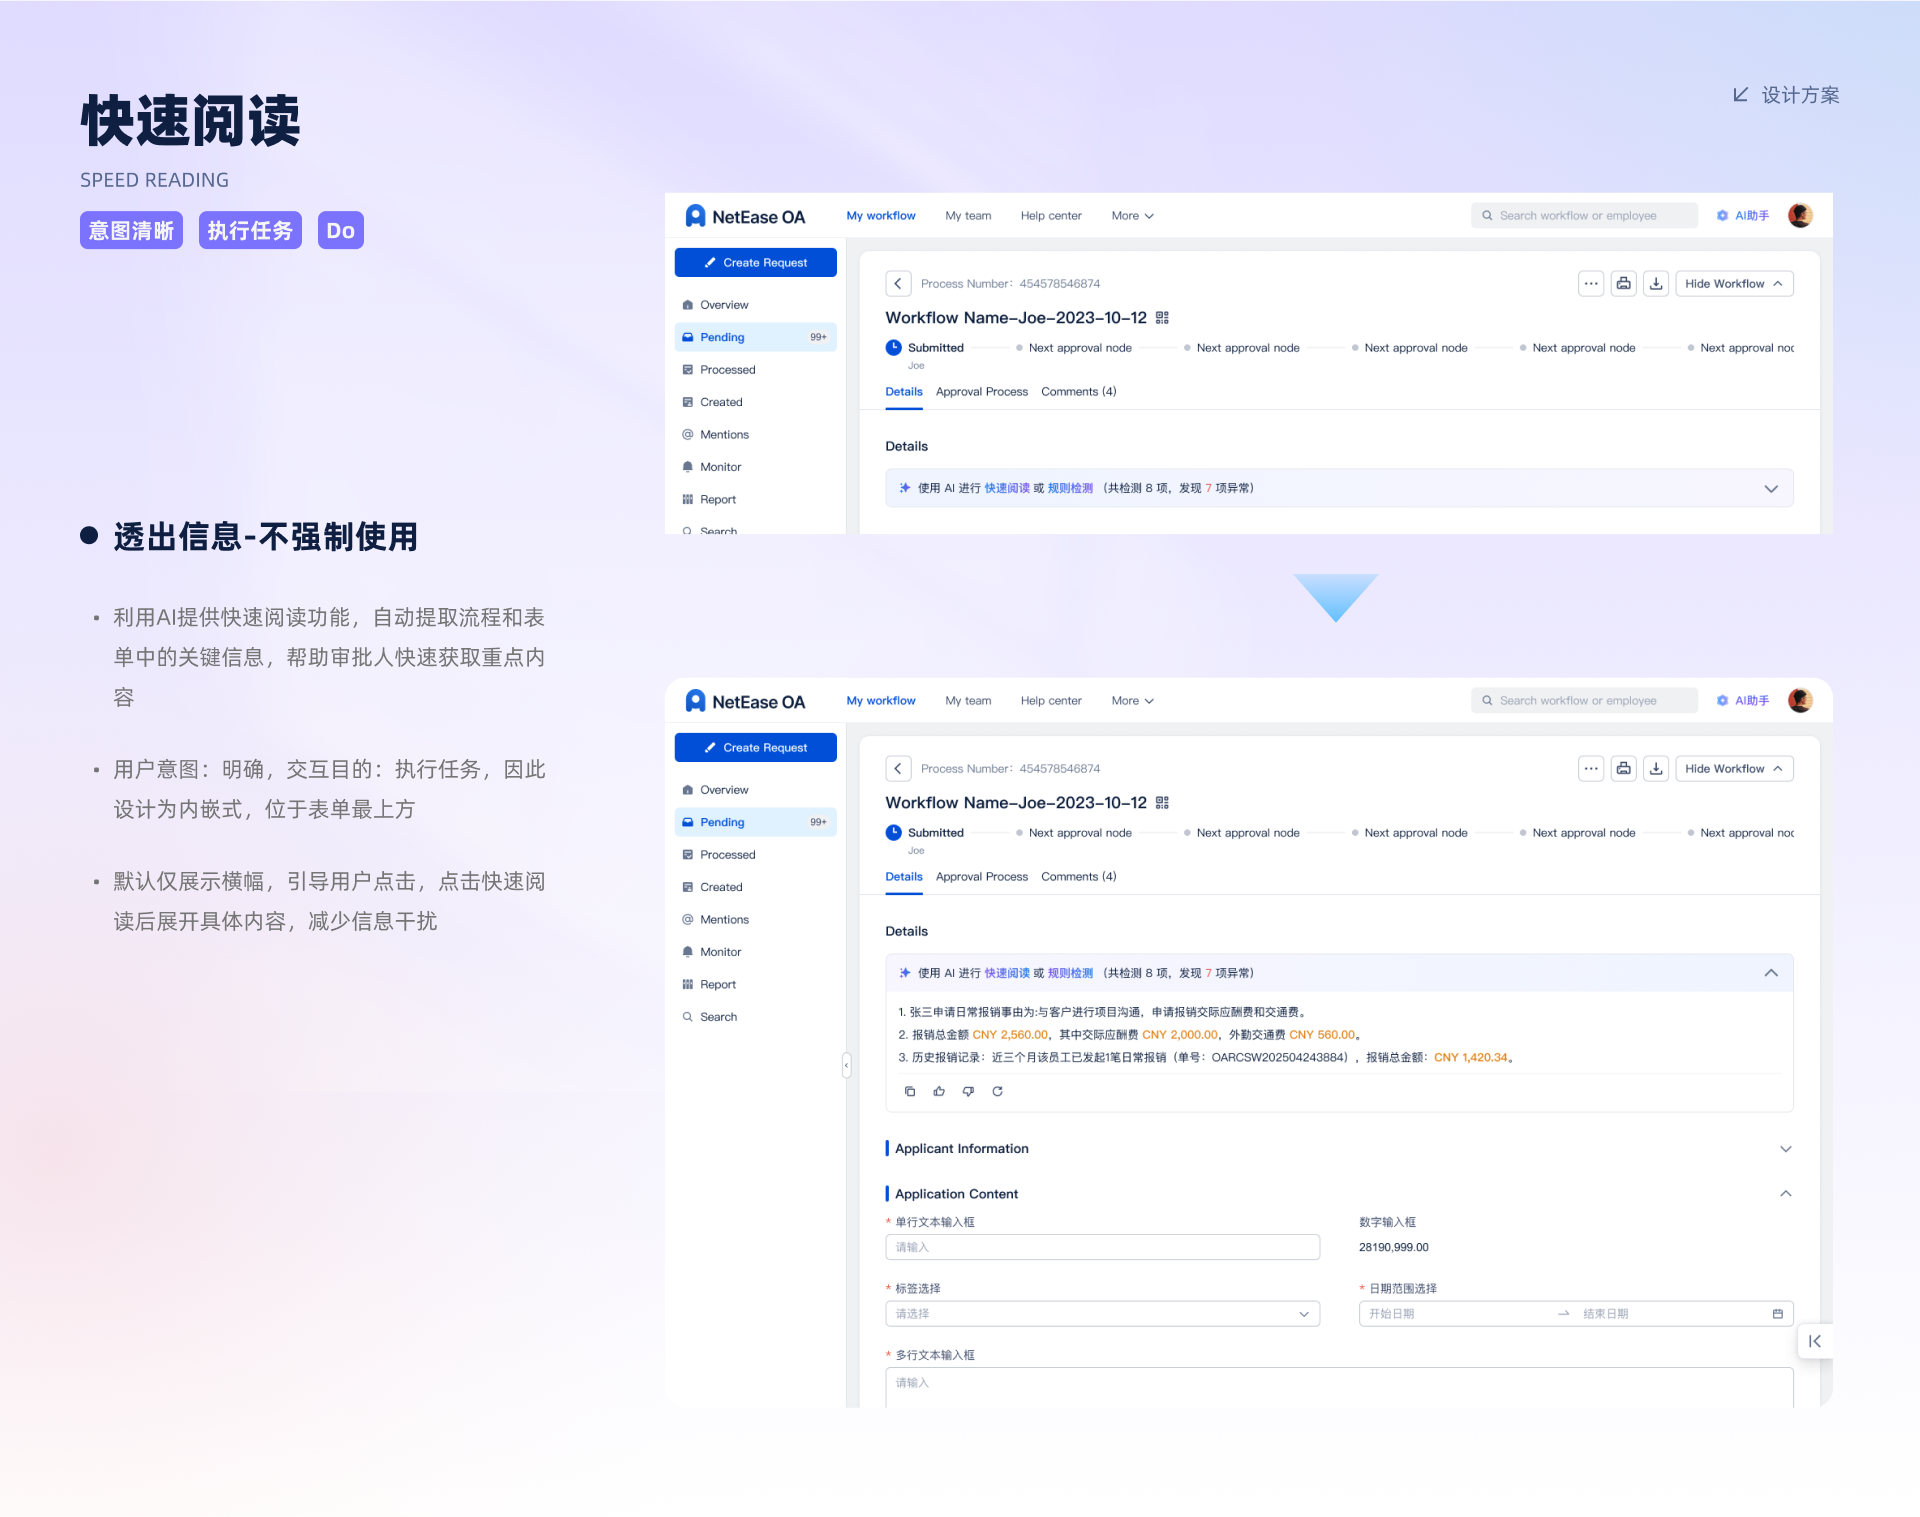 快速阅读
SPEED READING
意图清晰 执行任务 Do
设计方案
透出信息-不强制使用
利用AI提供快速阅读功能，自动提取流程和表
单中的关键信息，帮助审批人快速获取重点内
容
用户意图：明确，交互目的：执行任务，因此
设计为内嵌式，位于表单最上方
默认仅展示横幅，引导用户点击，点击快速阅
读后展开具体内容，减少信息干扰
NetEase OA My workflow My team Help center More Search workflow or employee AI助手
Create Request
Overview
Pending 99+
Processed
Created
Mentions
Monitor
Report
Search
Process Number：454578546874 Hide Workflow
Workflow Name-Joe-2023-10-12
Submitted Next approval node Next approval node Next approval node Next approval node Next approval noc
Joe
Details Approval Process Comments (4)
Details
使用 AI 进行 快速阅读 或 规则检测 （共检测 8 项，发现 7 项异常）
NetEase OA My workflow My team Help center More Search workflow or employee AI助手
Create Request
Overview
Pending 99+
Processed
Created
Mentions
Monitor
Report
Search
Process Number：454578546874 Hide Workflow
Workflow Name-Joe-2023-10-12
Submitted Next approval node Next approval node Next approval node Next approval node Next approval noc
Joe
Details Approval Process Comments (4)
Details
使用 AI 进行 快速阅读 或 规则检测 （共检测 8 项，发现 7 项异常）
1. 张三申请日常报销事由为:与客户进行项目沟通，申请报销交际应酬费和交通费。
2. 报销总金额 CNY 2,560.00，其中交际应酬费 CNY 2,000.00，外勤交通费 CNY 560.00。
3. 历史报销记录：近三个月该员工已发起1笔日常报销（单号：OARCSW202504243884），报销总金额：CNY 1,420.34。
Applicant Information
Application Content
* 单行文本输入框 数字输入框
请输入 28190,999.00
* 标签选择 * 日期范围选择
请选择 开始日期 结束日期
* 多行文本输入框
请输入